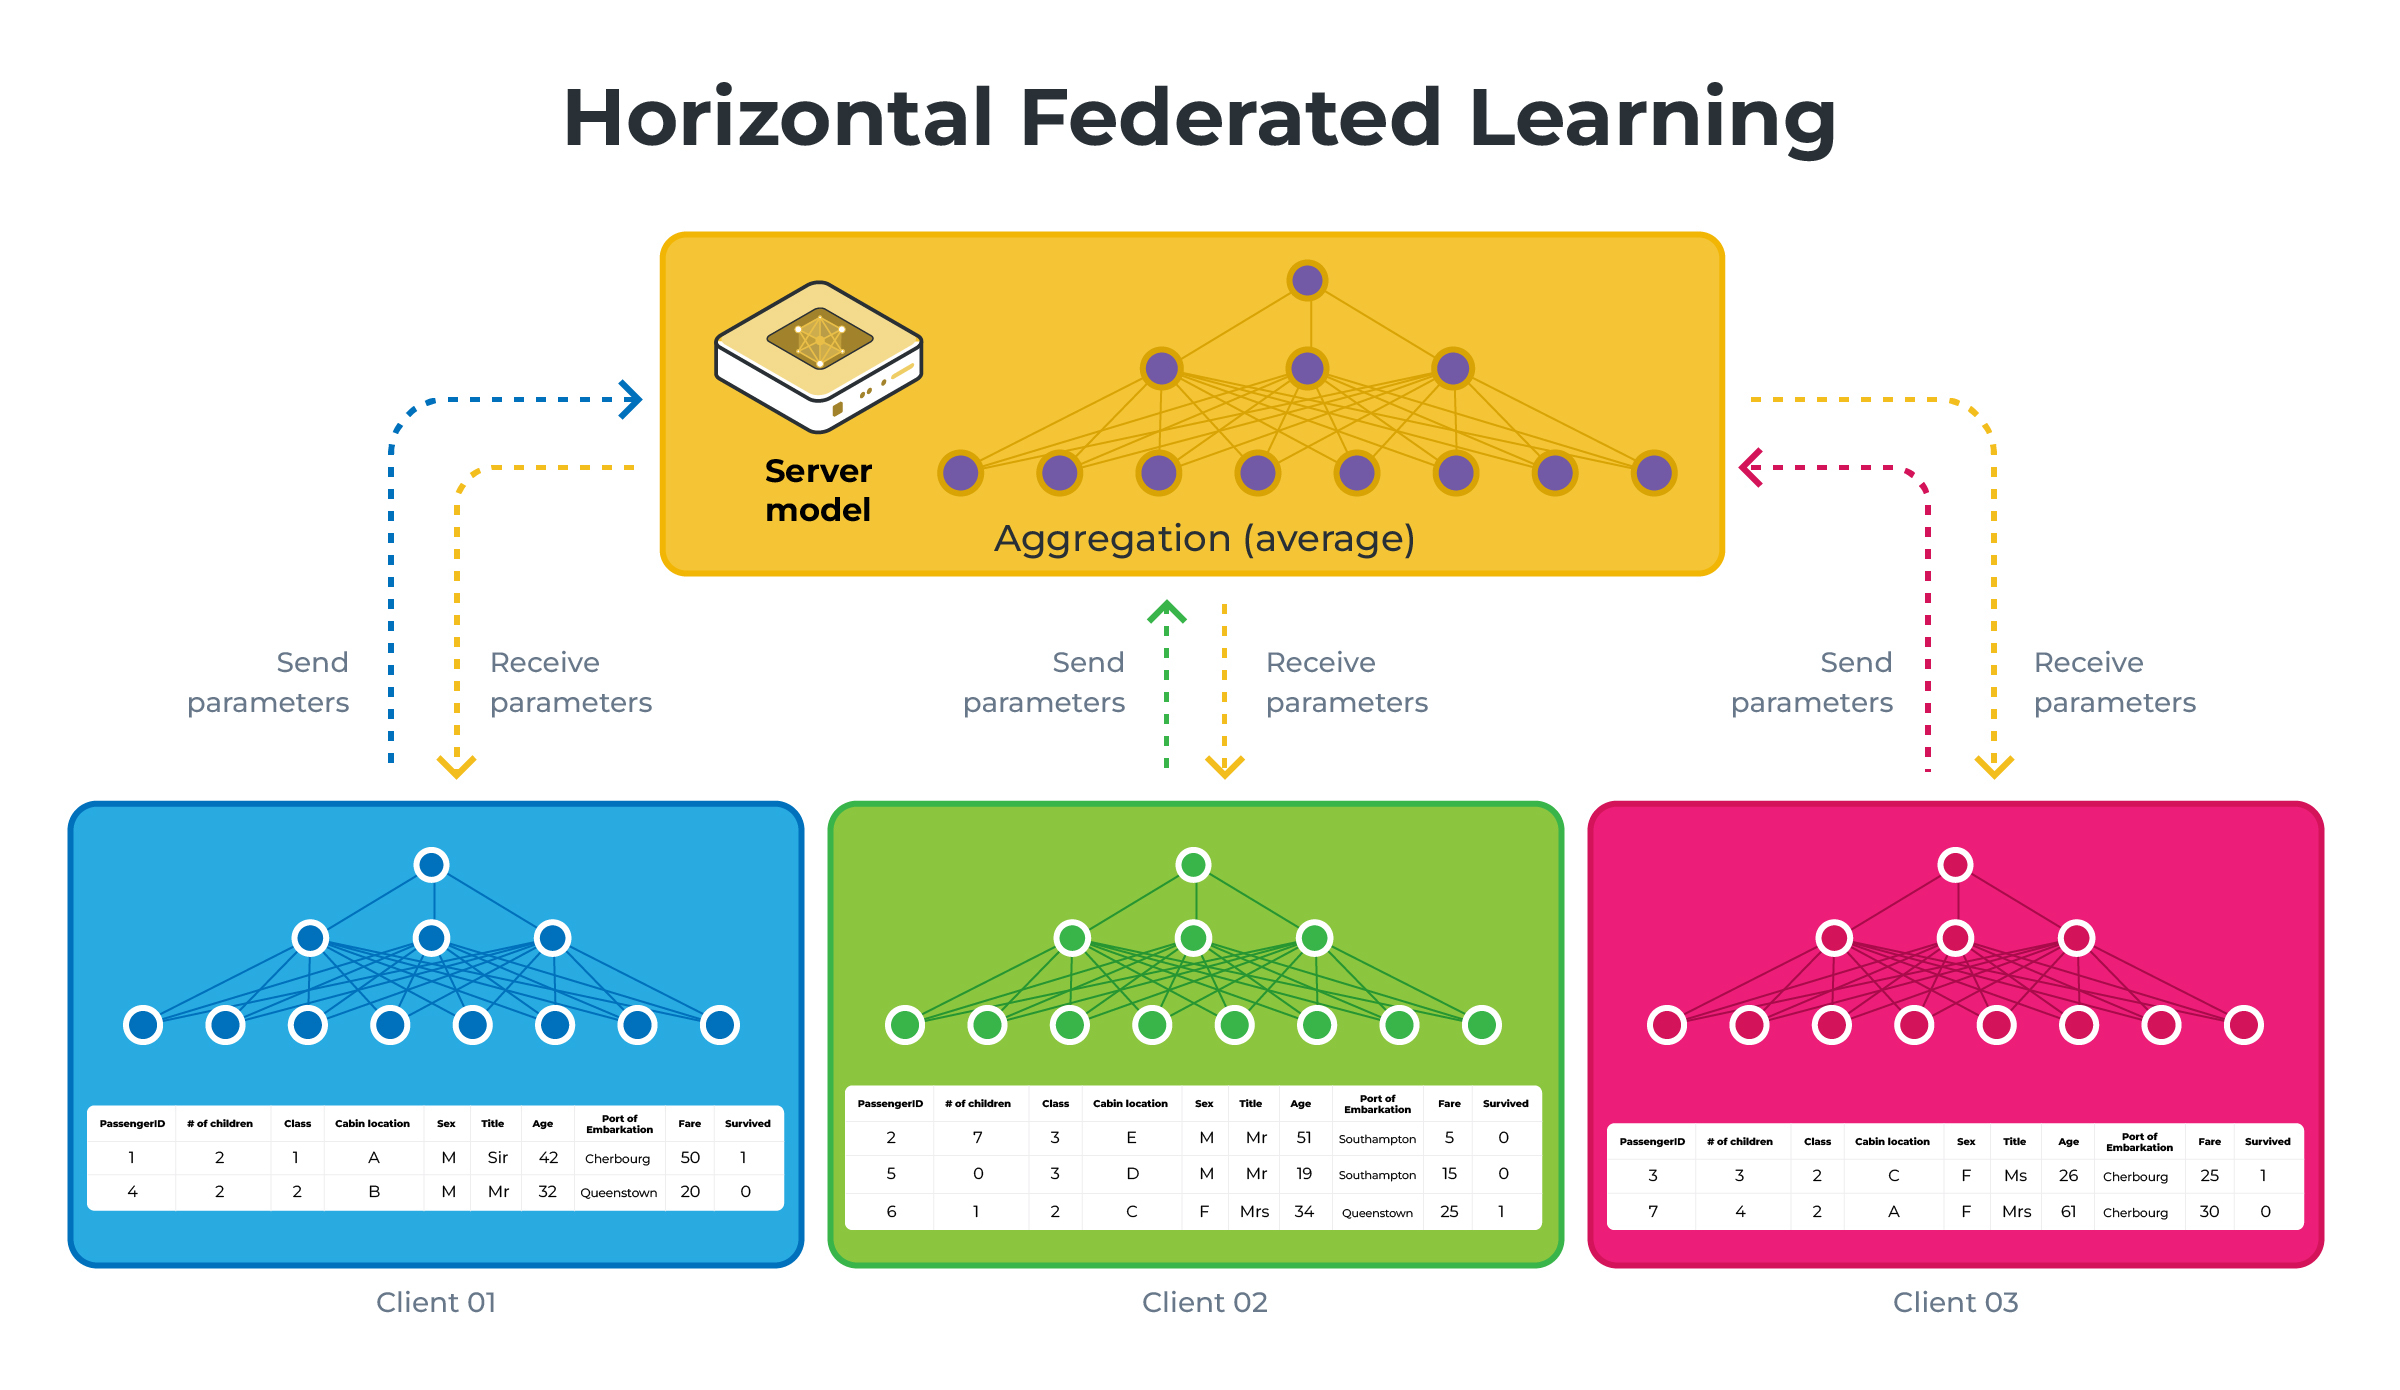 Horizontal Federated Learning
Server
model
Aggregation (average)
Send
parameters
Receive
parameters
Send
parameters
Receive
parameters
Send
parameters
Receive
parameters
PassengerID # of children Class Cabin location Sex Title Age Port of Embarkation Fare Survived
1 2 1 A M Sir 42 Cherbourg 50 1
4 2 2 B M Mr 32 Queenstown 20 0
Client 01
PassengerID # of children Class Cabin location Sex Title Age Port of Embarkation Fare Survived
2 7 3 E M Mr 51 Southampton 5 0
5 0 3 D M Mr 19 Southampton 15 0
6 1 2 C F Mrs 34 Queenstown 25 1
Client 02
PassengerID # of children Class Cabin location Sex Title Age Port of Embarkation Fare Survived
3 3 2 C F Ms 26 Cherbourg 25 1
7 4 2 A F Mrs 61 Cherbourg 30 0
Client 03